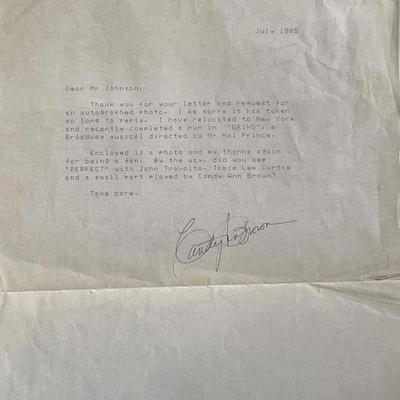 July 1985
Dear Mr Johnson:
Thank you for your letter and request for
an autographed photo. I am sorry it has taken
so long to reply. I have relocated to New York
and recently completed a run in "GRIND", a
Broadway musical directed by Mr Hal Prince.
Enclosed is a photo and my thanks again
for being a fan. By the way, did you see
"PERFECT" with John Travolta, Jamie Lee Curtis
and a small part played by Candy Ann Brown?
Take care.
Candy Ann Brown